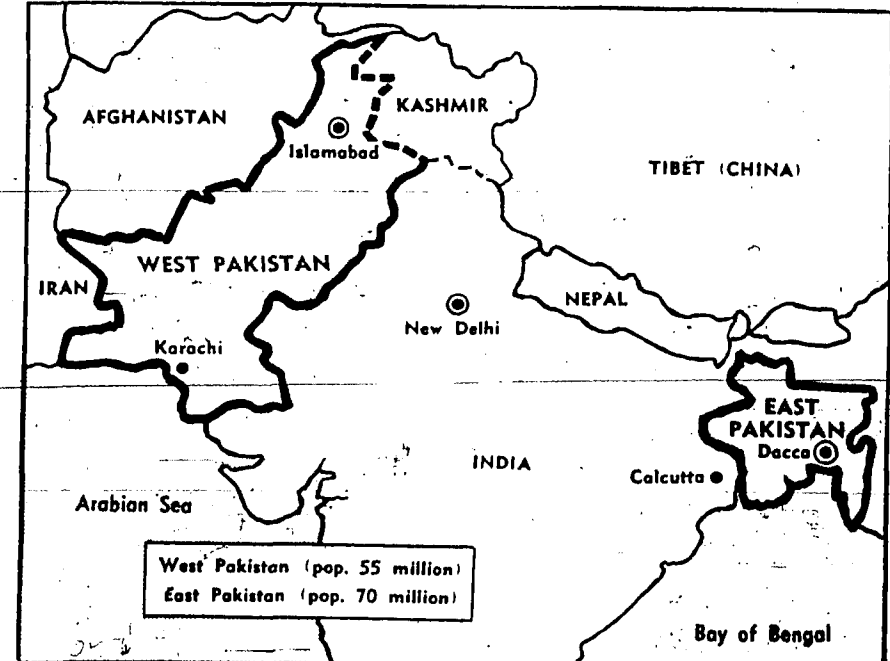 AFGHANISTAN
KASHMIR
Islamabad
TIBET (CHINA)
WEST PAKISTAN
IRAN
NEPAL
New Delhi
Karachi
EAST
PAKISTAN
Dacca
INDIA
Calcutta
Arabian Sea
West Pakistan (pop. 55 million)
East Pakistan (pop. 70 million)
Bay of Bengal